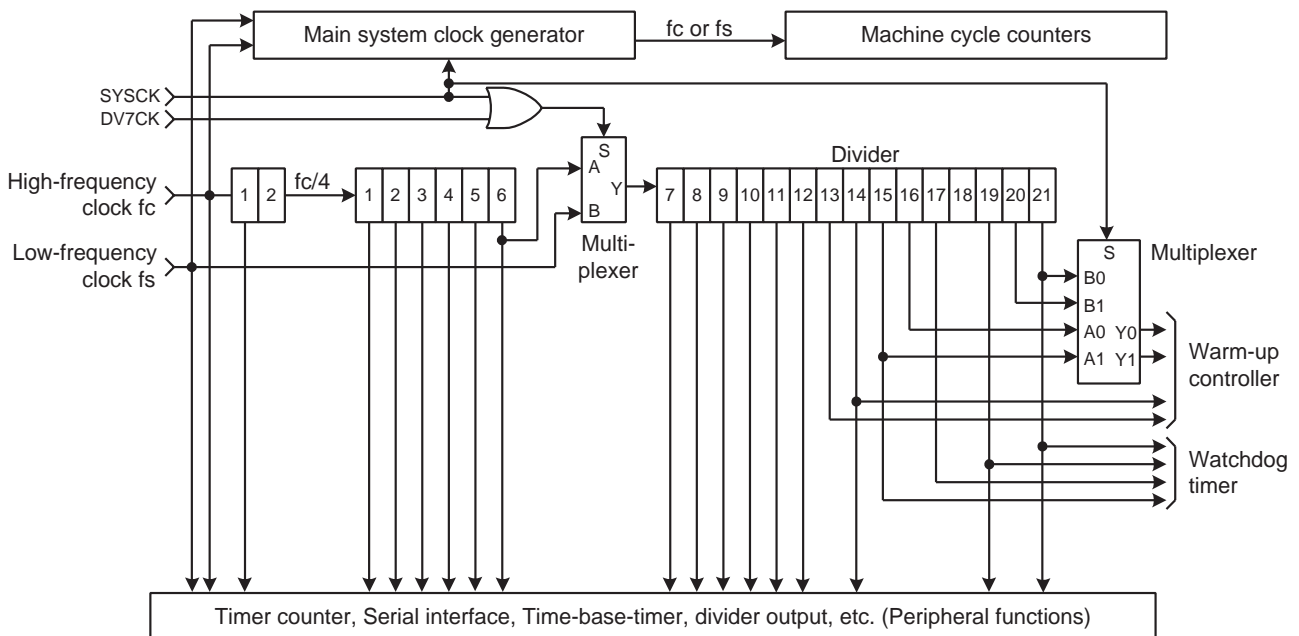 Main system clock generator
fc or fs
Machine cycle counters
SYSCK
DV7CK
High-frequency
clock fc
1 2
fc/4
1 2 3 4 5 6
S
A
Y
B
Multi-
plexer
Divider
7 8 9 10 11 12 13 14 15 16 17 18 19 20 21
Low-frequency
clock fs
S
B0
B1
A0 Y0
A1 Y1
Multiplexer
Warm-up
controller
Watchdog
timer
Timer counter, Serial interface, Time-base-timer, divider output, etc. (Peripheral functions)